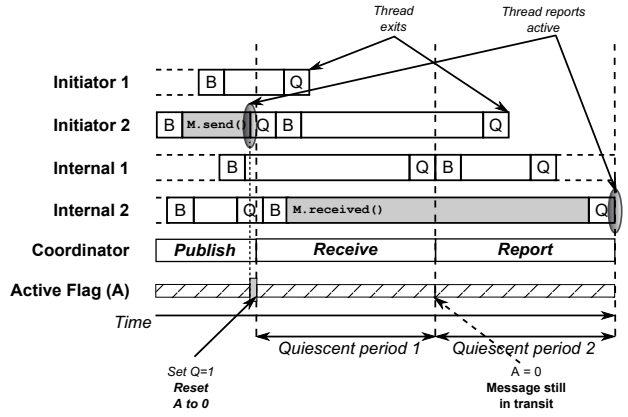 Thread
exits
Thread reports
active
Initiator 1 B Q
Initiator 2 B M.send() Q B Q
Internal 1 B Q B Q
Internal 2 B Q B M.received() Q
Coordinator Publish Receive Report
Active Flag (A)
Time
Quiescent period 1 Quiescent period 2
Set Q=1
Reset
A to 0
A = 0
Message still
in transit